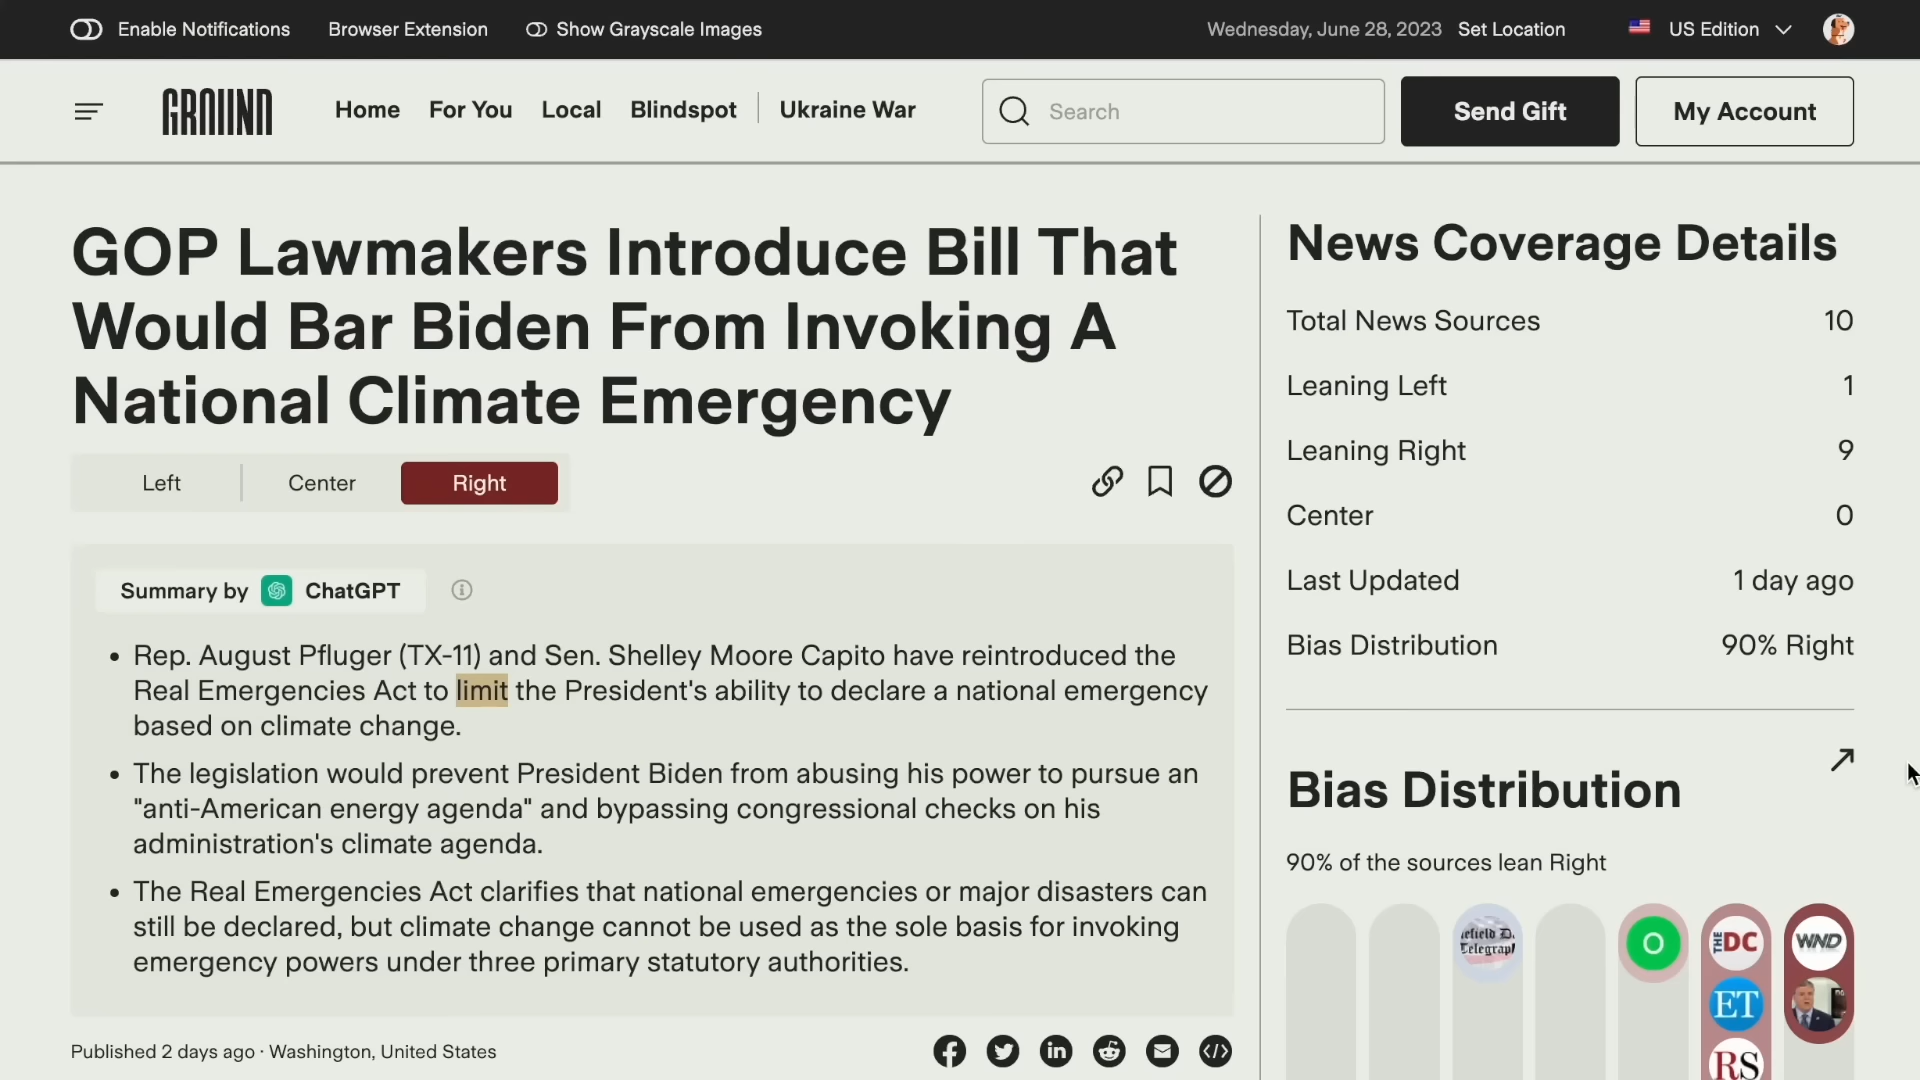 Enable Notifications Browser Extension Show Grayscale Images Wednesday, June 28, 2023 Set Location US Edition
GROUND Home For You Local Blindspot Ukraine War Search Send Gift My Account
GOP Lawmakers Introduce Bill That
Would Bar Biden From Invoking A
National Climate Emergency
Left Center Right
Summary by ChatGPT
• Rep. August Pfluger (TX-11) and Sen. Shelley Moore Capito have reintroduced the
Real Emergencies Act to limit the President's ability to declare a national emergency
based on climate change.
• The legislation would prevent President Biden from abusing his power to pursue an
"anti-American energy agenda" and bypassing congressional checks on his
administration's climate agenda.
• The Real Emergencies Act clarifies that national emergencies or major disasters can
still be declared, but climate change cannot be used as the sole basis for invoking
emergency powers under three primary statutory authorities.
Published 2 days ago · Washington, United States
News Coverage Details
Total News Sources 10
Leaning Left 1
Leaning Right 9
Center 0
Last Updated 1 day ago
Bias Distribution 90% Right
Bias Distribution
90% of the sources lean Right
efield D.
Telegraph
O
THE DC
WND
ET
RS